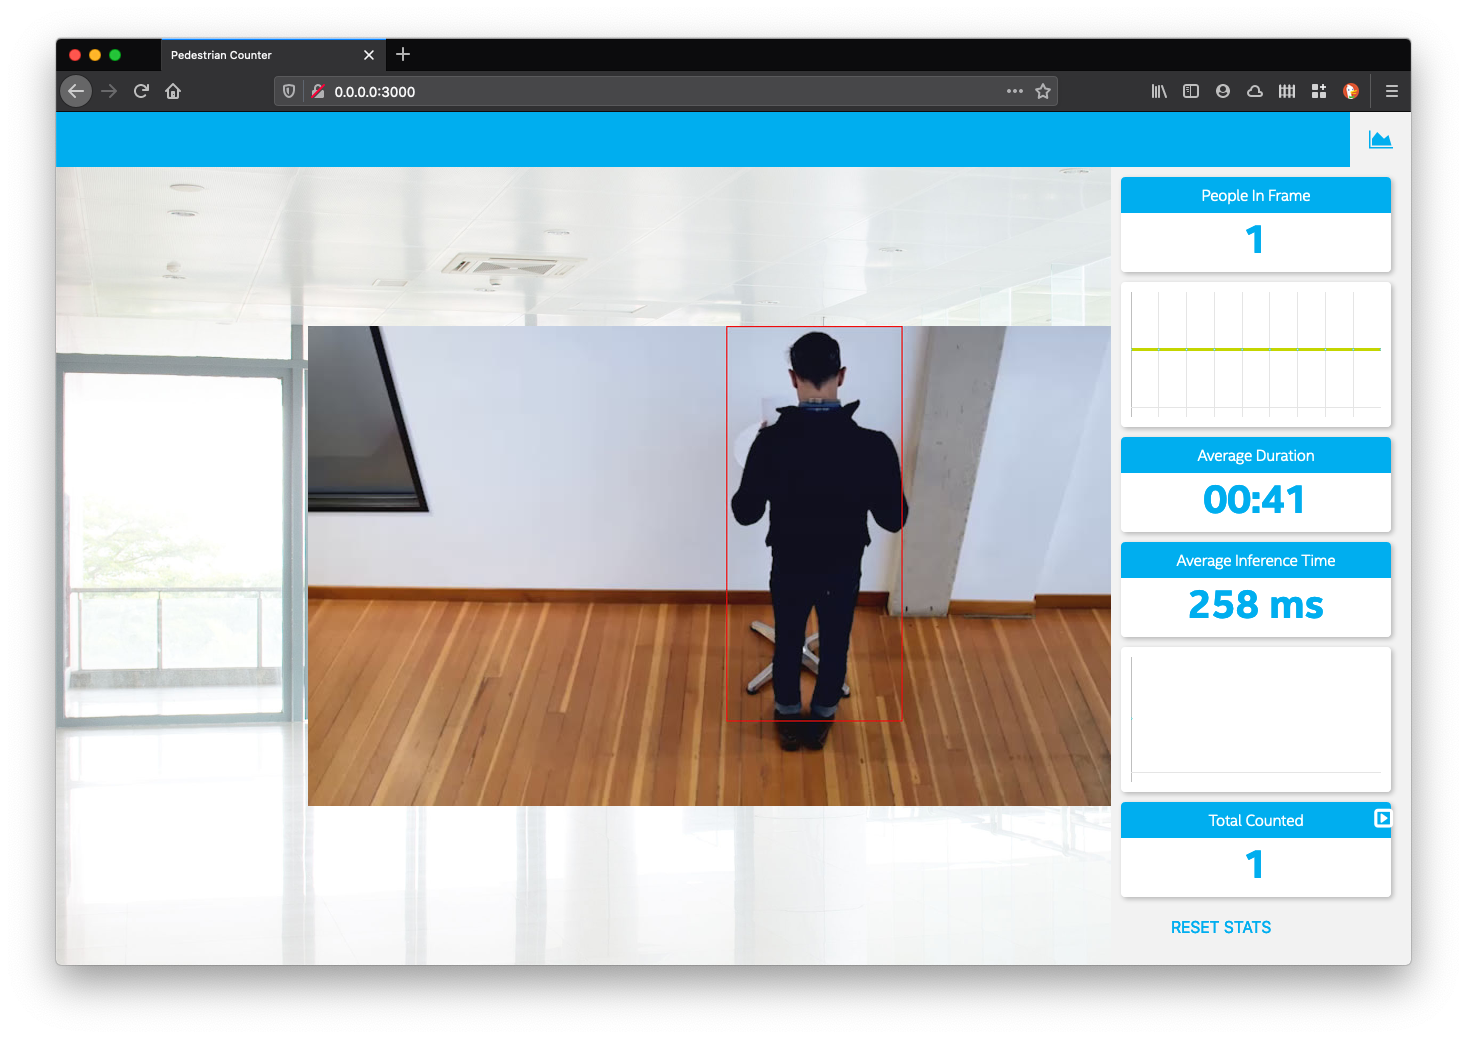 Pedestrian Counter
0.0.0.0:3000
People In Frame
1
Average Duration
00:41
Average Inference Time
258 ms
Total Counted
1
RESET STATS